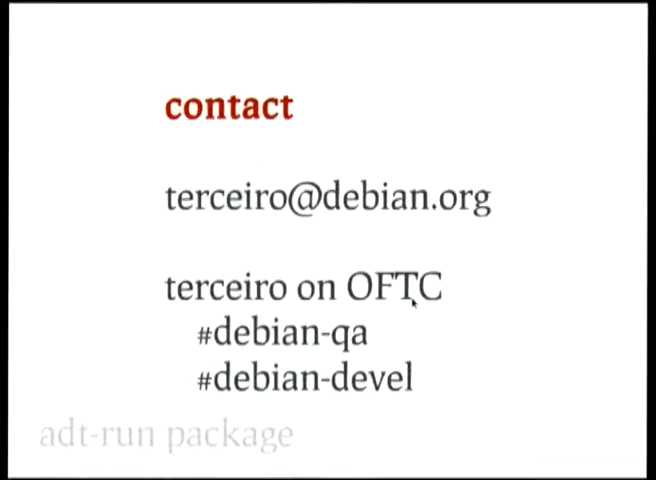 contact
terceiro@debian.org
terceiro on OFTC
#debian-qa
#debian-devel
adt-run package